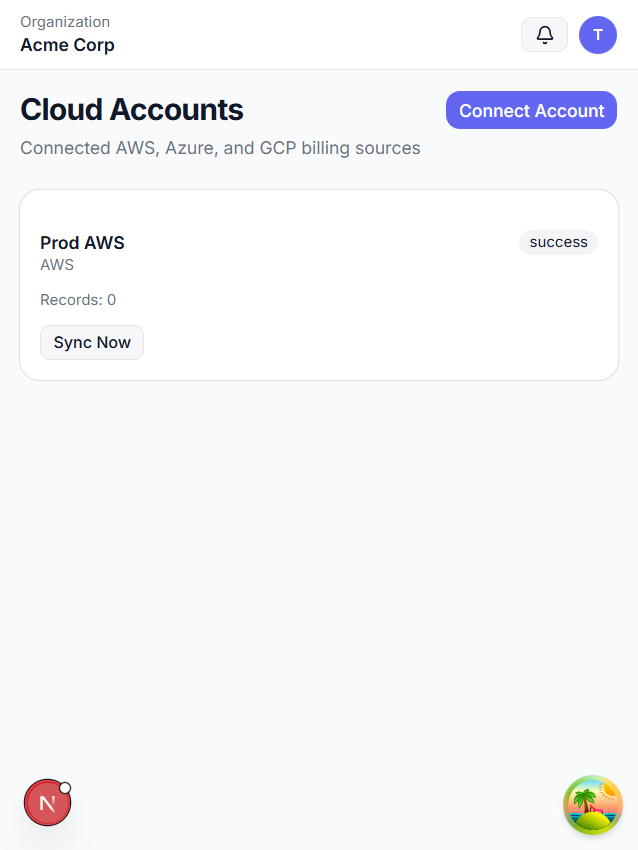 Organization
Acme Corp
T
Cloud Accounts
Connect Account
Connected AWS, Azure, and GCP billing sources
Prod AWS
success
AWS
Records: 0
Sync Now
N